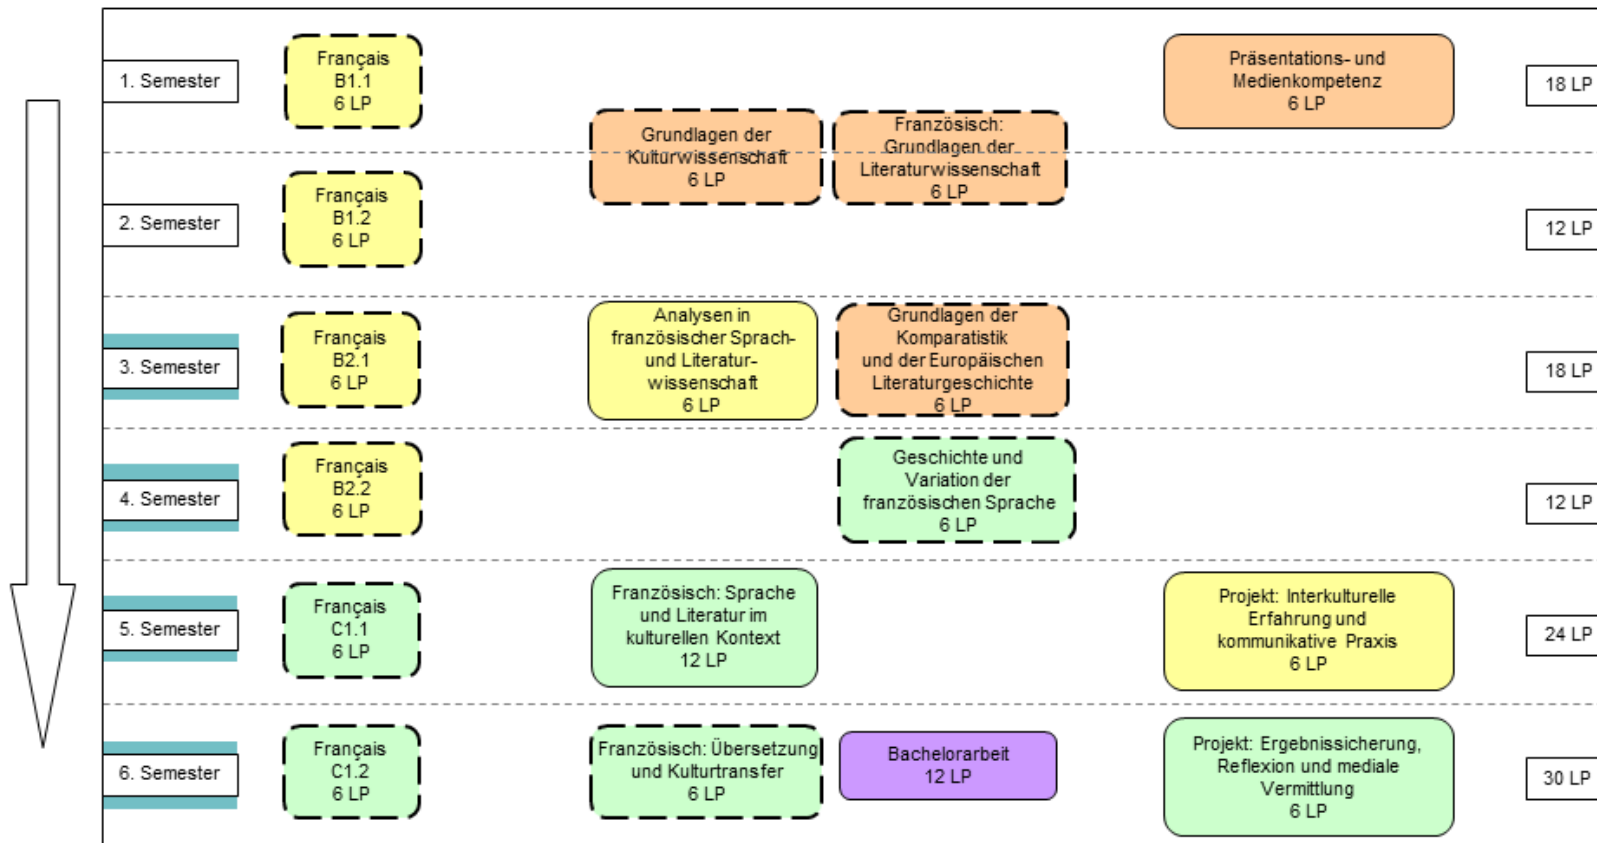 1. Semester
Français
B1.1
6 LP
Präsentations- und
Medienkompetenz
6 LP
18 LP
Grundlagen der
Kulturwissenschaft
6 LP
Französisch:
Grundlagen der
Literaturwissenschaft
6 LP
2. Semester
Français
B1.2
6 LP
12 LP
3. Semester
Français
B2.1
6 LP
Analysen in
französischer Sprach-
und Literatur-
wissenschaft
6 LP
Grundlagen der
Komparatistik
und der Europäischen
Literaturgeschichte
6 LP
18 LP
4. Semester
Français
B2.2
6 LP
Geschichte und
Variation der
französischen Sprache
6 LP
12 LP
5. Semester
Français
C1.1
6 LP
Französisch: Sprache
und Literatur im
kulturellen Kontext
12 LP
Projekt: Interkulturelle
Erfahrung und
kommunikative Praxis
6 LP
24 LP
6. Semester
Français
C1.2
6 LP
Französisch: Übersetzung
und Kulturtransfer
6 LP
Bachelorarbeit
12 LP
Projekt: Ergebnissicherung,
Reflexion und mediale
Vermittlung
6 LP
30 LP